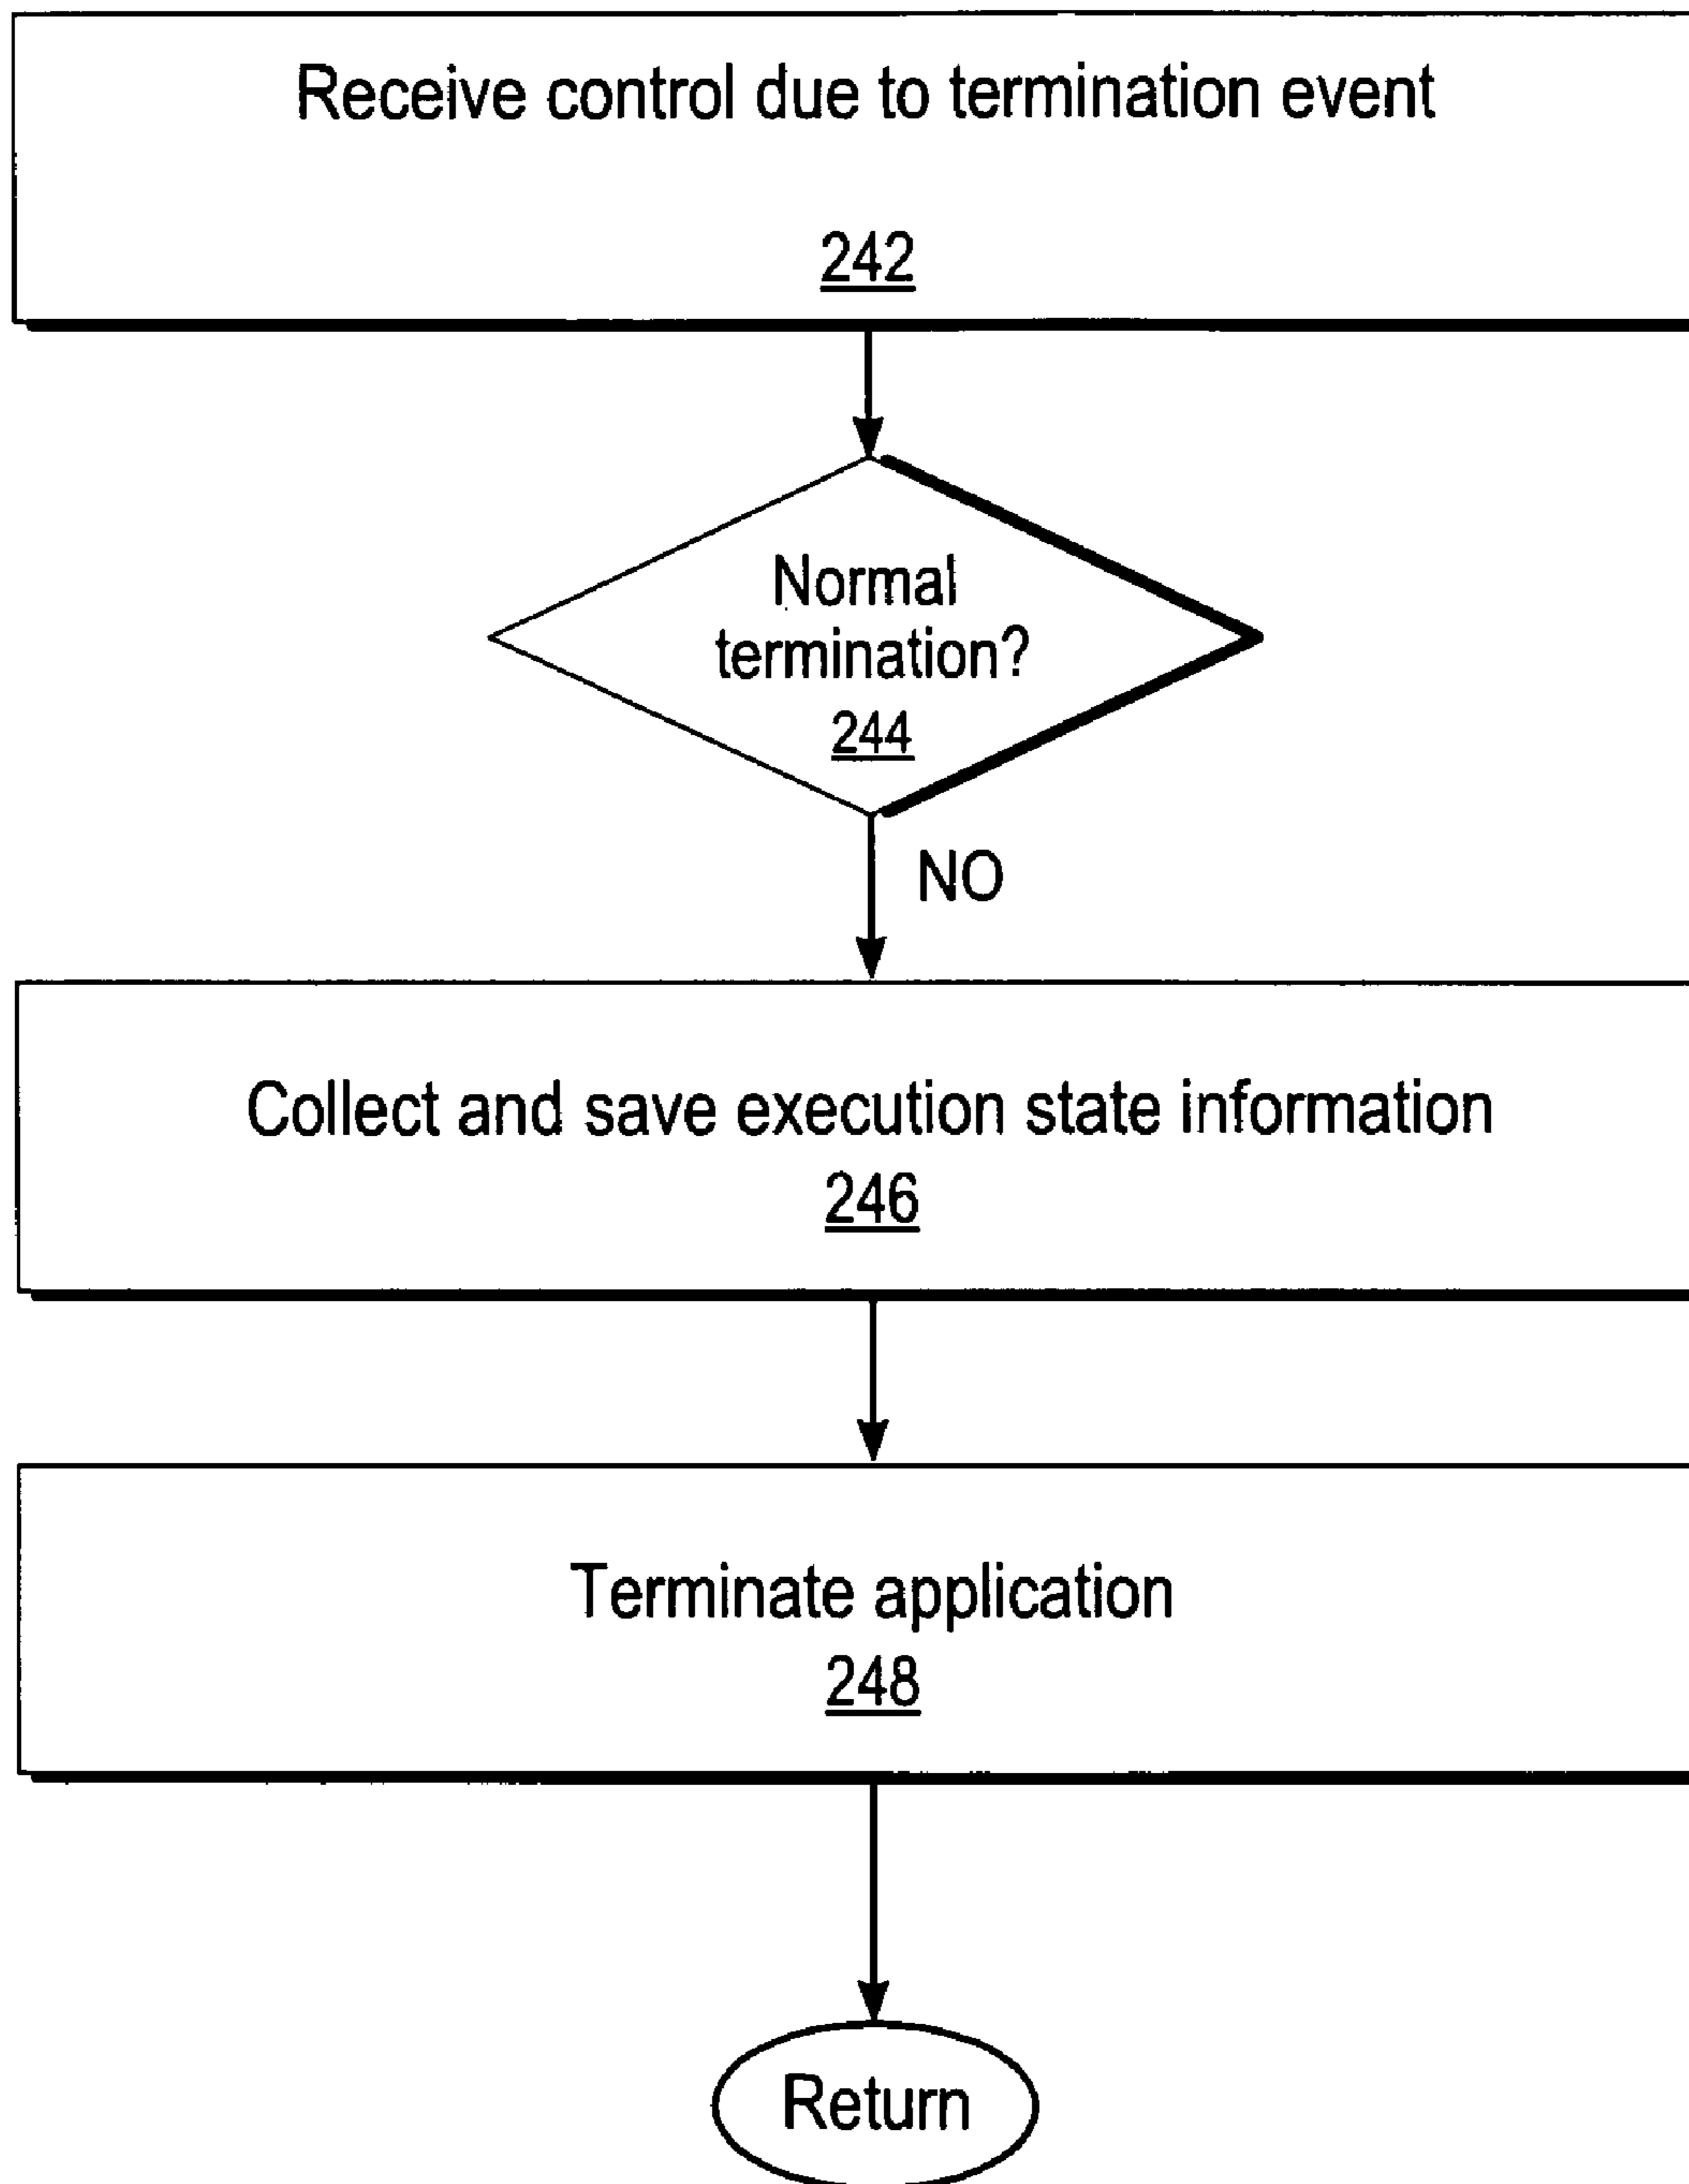 Receive control due to termination event
242
Normal
termination?
244
NO
Collect and save execution state information
246
Terminate application
248
Return